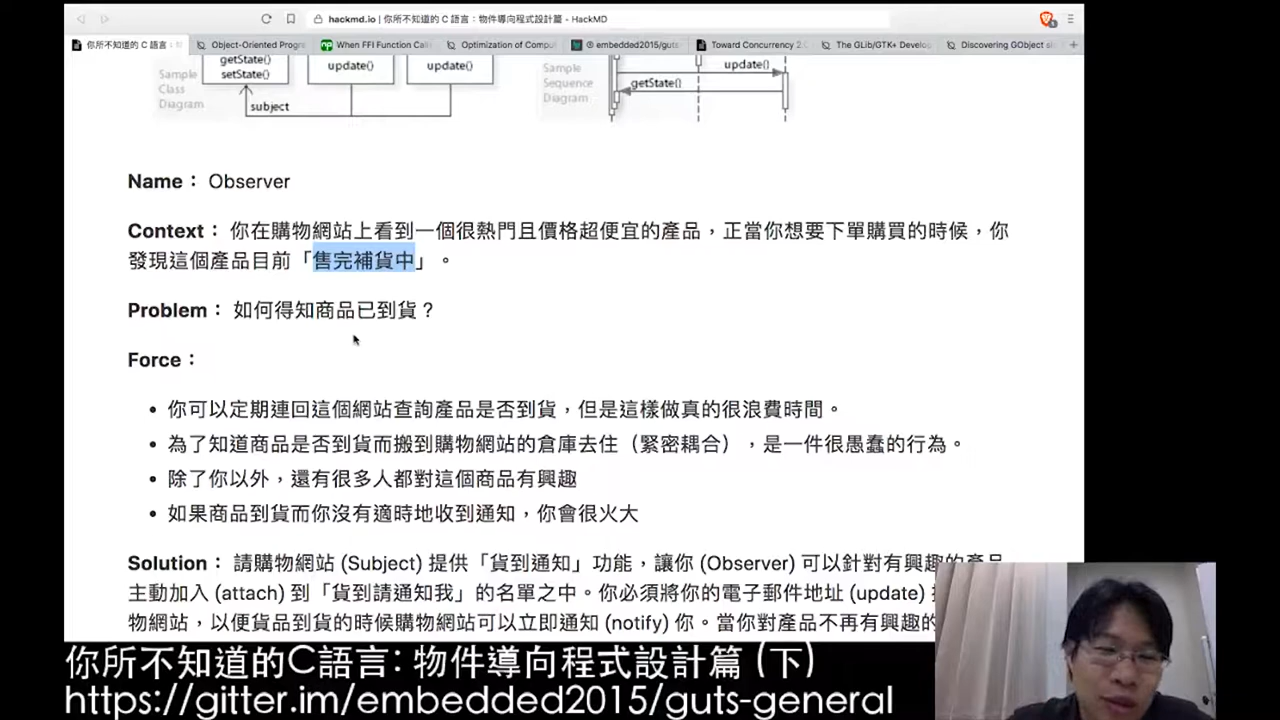 hackmd.io | 你所不知道的 C 語言：物件導向程式設計篇 - HackMD
你所不知道的 C 語言：
Object-Oriented Progra
When FFI Function Call
Optimization of Compu
embedded2015/guts
Toward Concurrency 2.
The GLib/GTK+ Develop
Discovering GObject
getState()
setState()
update()
update()
Sample
Class
Diagram
subject
Sample
Sequence
Diagram
update()
getState()
Name： Observer
Context： 你在購物網站上看到一個很熱門且價格超便宜的產品，正當你想要下單購買的時候，你
發現這個產品目前「售完補貨中」。
Problem： 如何得知商品已到貨？
Force：
• 你可以定期連回這個網站查詢產品是否到貨，但是這樣做真的很浪費時間。
• 為了知道商品是否到貨而搬到購物網站的倉庫去住（緊密耦合），是一件很愚蠢的行為。
• 除了你以外，還有很多人都對這個商品有興趣
• 如果商品到貨而你沒有適時地收到通知，你會很火大
Solution： 請購物網站 (Subject) 提供「貨到通知」功能，讓你 (Observer) 可以針對有興趣的產品
主動加入 (attach) 到「貨到請通知我」的名單之中。你必須將你的電子郵件地址 (update)
物網站，以便貨品到貨的時候購物網站可以立即通知 (notify) 你。當你對產品不再有興趣的
你所不知道的C語言: 物件導向程式設計篇 (下)
https://gitter.im/embedded2015/guts-general